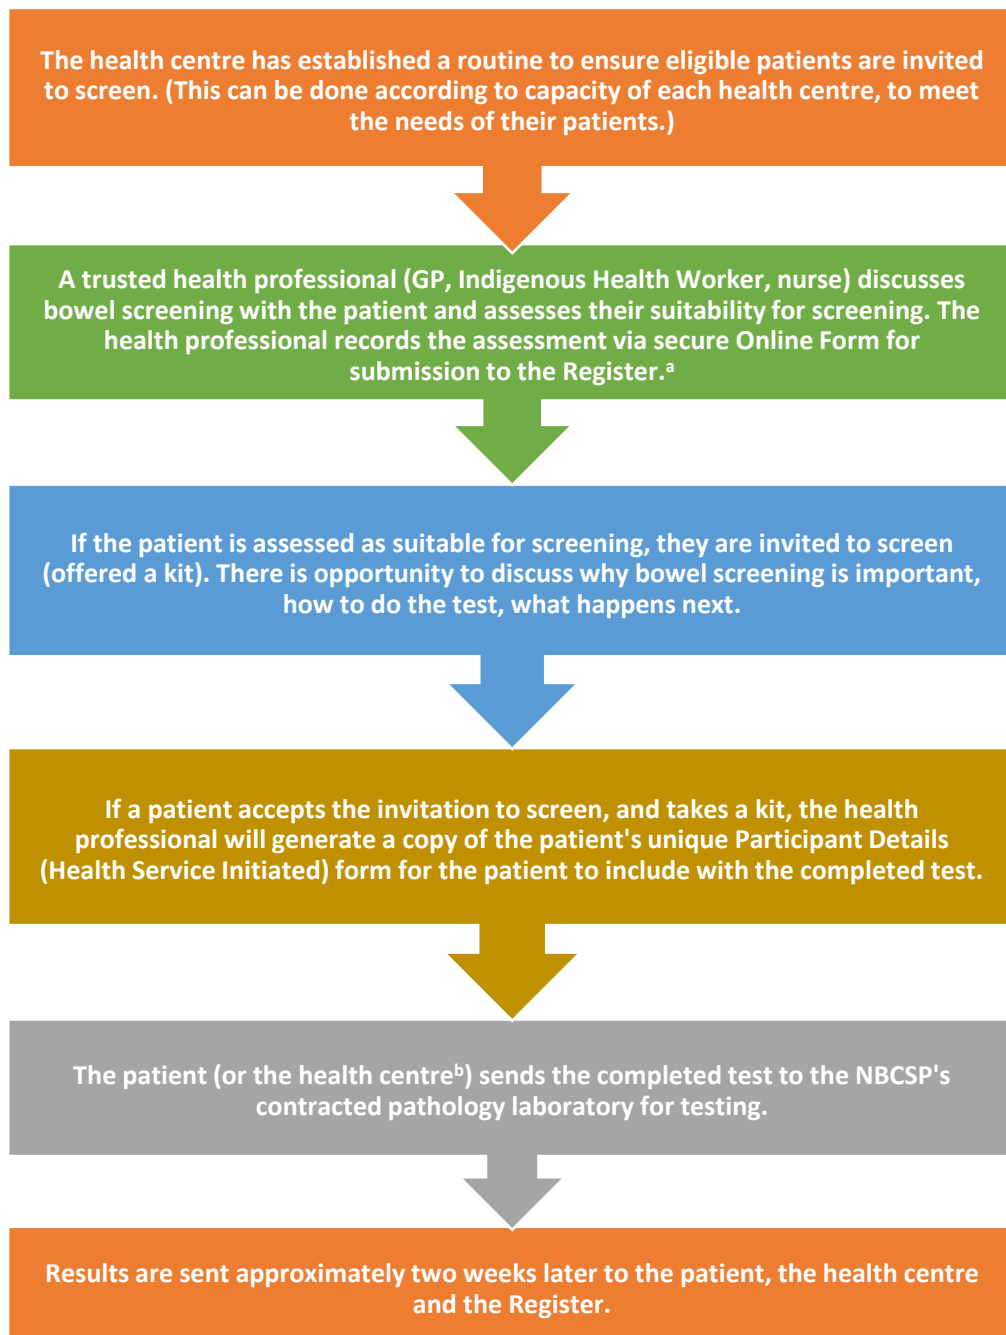 The health centre has established a routine to ensure eligible patients are invited
to screen. (This can be done according to capacity of each health centre, to meet
the needs of their patients.)
A trusted health professional (GP, Indigenous Health Worker, nurse) discusses
bowel screening with the patient and assesses their suitability for screening. The
health professional records the assessment via secure Online Form for
submission to the Register.ᵃ
If the patient is assessed as suitable for screening, they are invited to screen
(offered a kit). There is opportunity to discuss why bowel screening is important,
how to do the test, what happens next.
If a patient accepts the invitation to screen, and takes a kit, the health
professional will generate a copy of the patient's unique Participant Details
(Health Service Initiated) form for the patient to include with the completed test.
The patient (or the health centreᵇ) sends the completed test to the NBCSP's
contracted pathology laboratory for testing.
Results are sent approximately two weeks later to the patient, the health centre
and the Register.